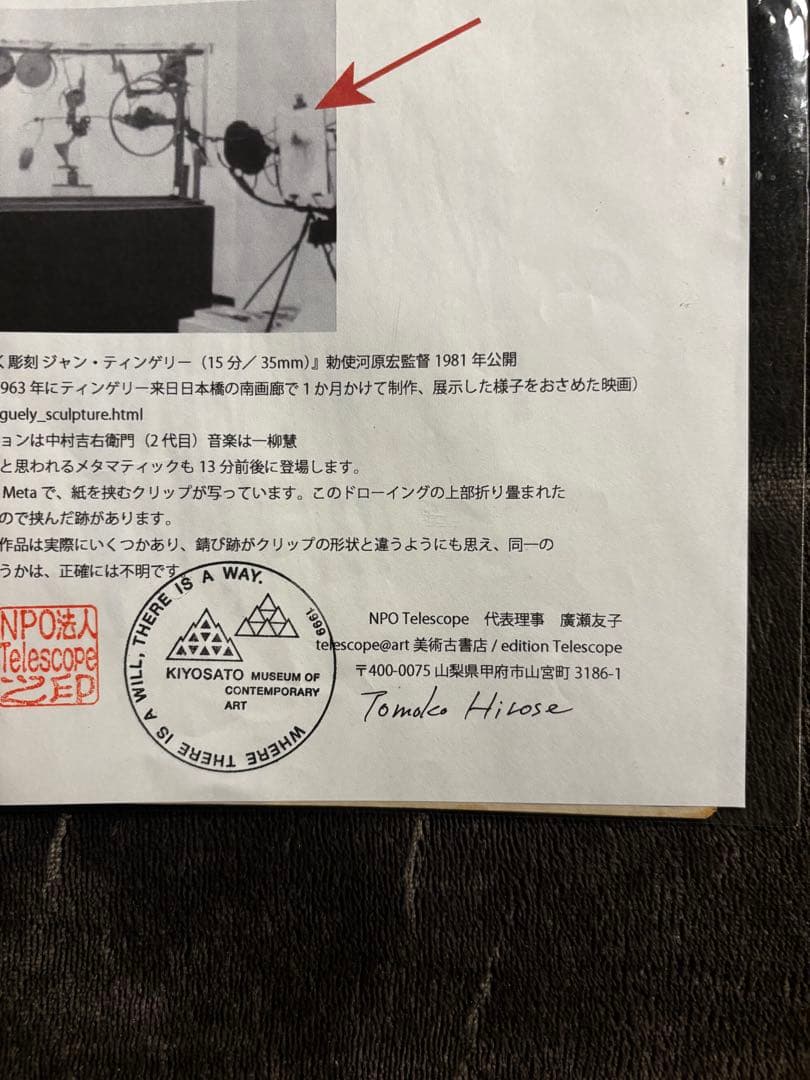 く彫刻 ジャン・ティンゲリー（15 分／ 35mm）』勅使河原宏監督 1981 年公開
963 年にティンゲリー来日日本橋の南画廊で 1 か月かけて制作、展示した様子をおさめた映画）
guely_sculpture.html
ョンは中村吉右衛門（2 代目）音楽は一柳慧
と思われるメタマティックも 13 分前後に登場します。
Meta で、紙を挟むクリップが写っています。このドローイングの上部折り畳まれた
ので挟んだ跡があります。
作品は実際にいくつかあり、錆び跡がクリップの形状と違うようにも思え、同一の
うかは、正確には不明です。
NPO法人
Telescope
之印
WHERE THERE IS A WILL, THERE IS A WAY.
1999
KIYOSATO MUSEUM OF
CONTEMPORARY
ART
NPO Telescope　代表理事　廣瀬友子
telescope@art 美術古書店 / edition Telescope
〒400-0075 山梨県甲府市山宮町 3186-1
Tomoko Hirose